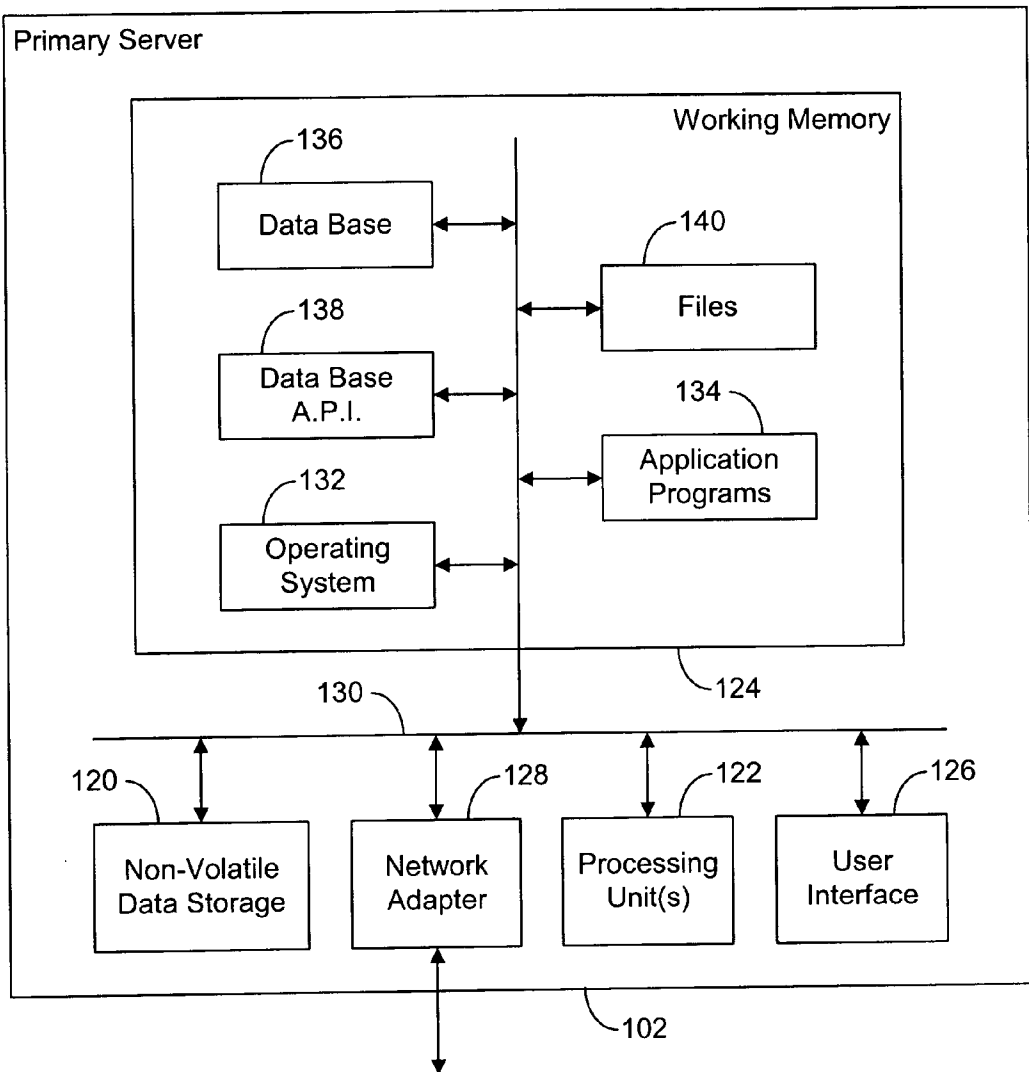 Primary Server
Working Memory
136
Data Base
140
Files
138
Data Base
A.P.I.
134
Application
Programs
132
Operating
System
124
130
120
128
122
126
Non-Volatile
Data Storage
Network
Adapter
Processing
Unit(s)
User
Interface
102